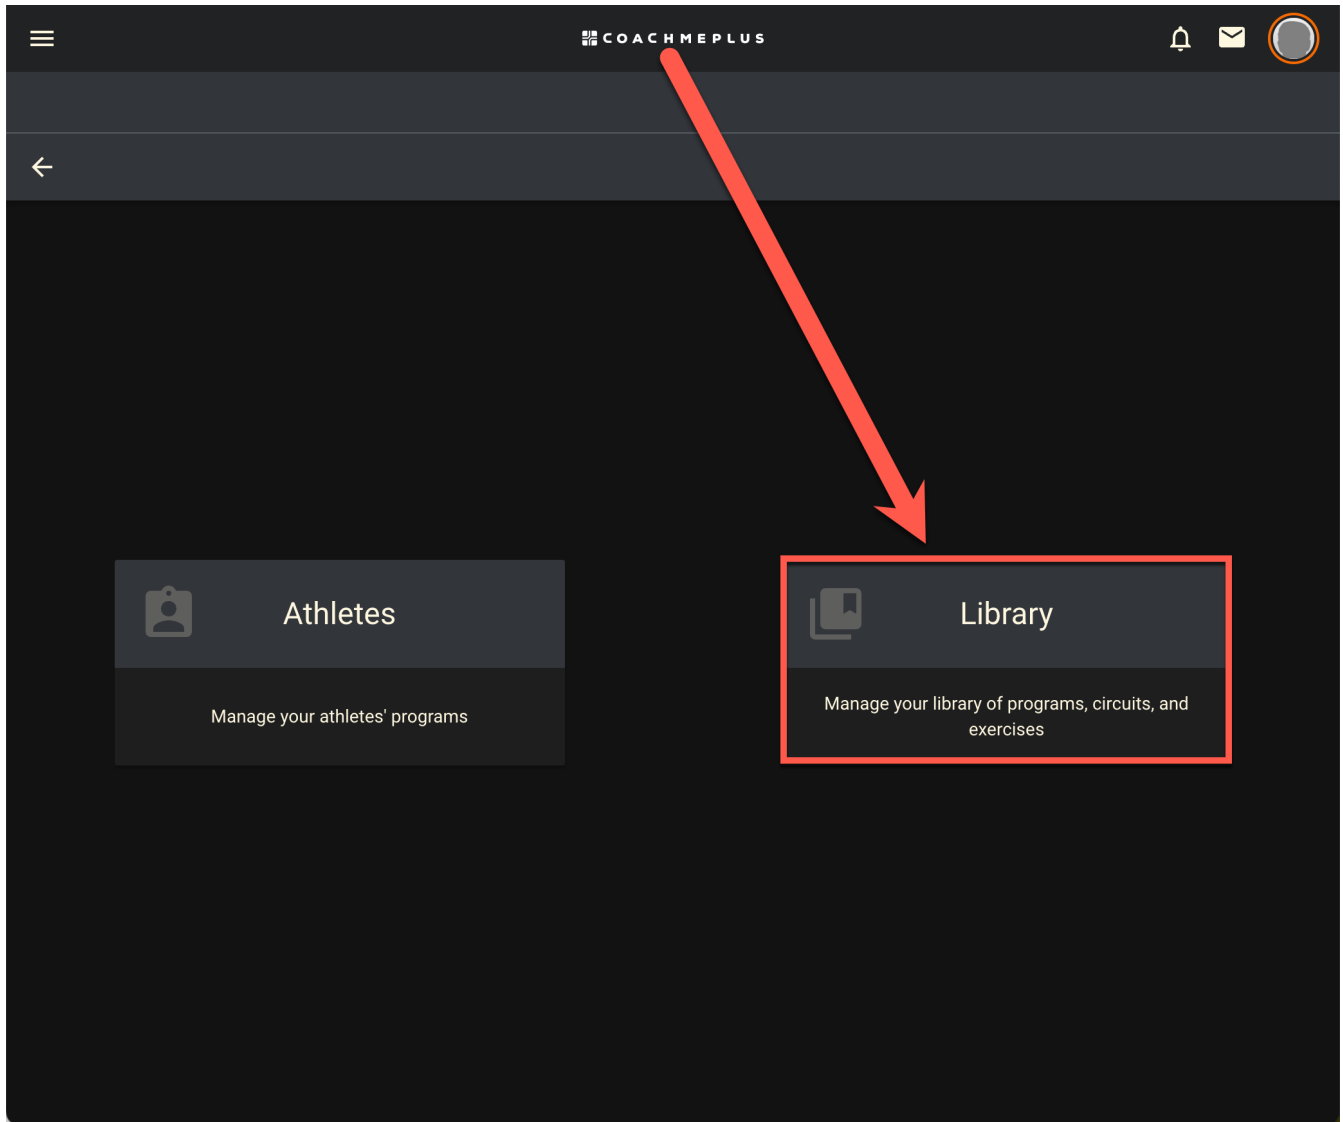 COACHMEPLUS
Athletes
Manage your athletes' programs
Library
Manage your library of programs, circuits, and
exercises